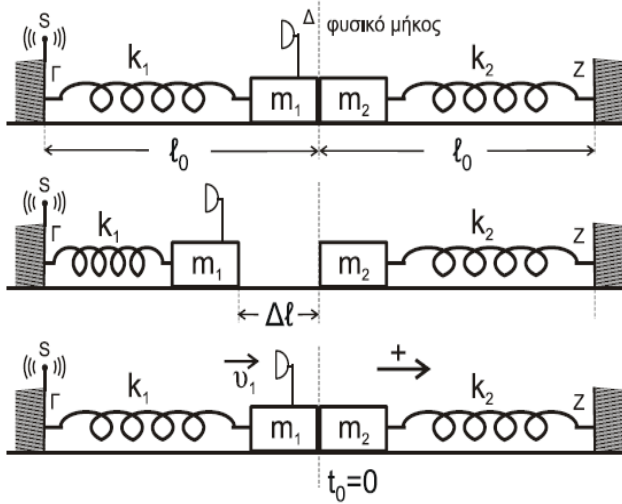 S Δ φυσικό μήκος
Γ k₁ k₂ Z
m₁ m₂
ℓ₀ ℓ₀
S
Γ k₁ k₂ Z
m₁ m₂
Δℓ
S υ₁ +
Γ k₁ k₂ Z
m₁ m₂
t₀=0